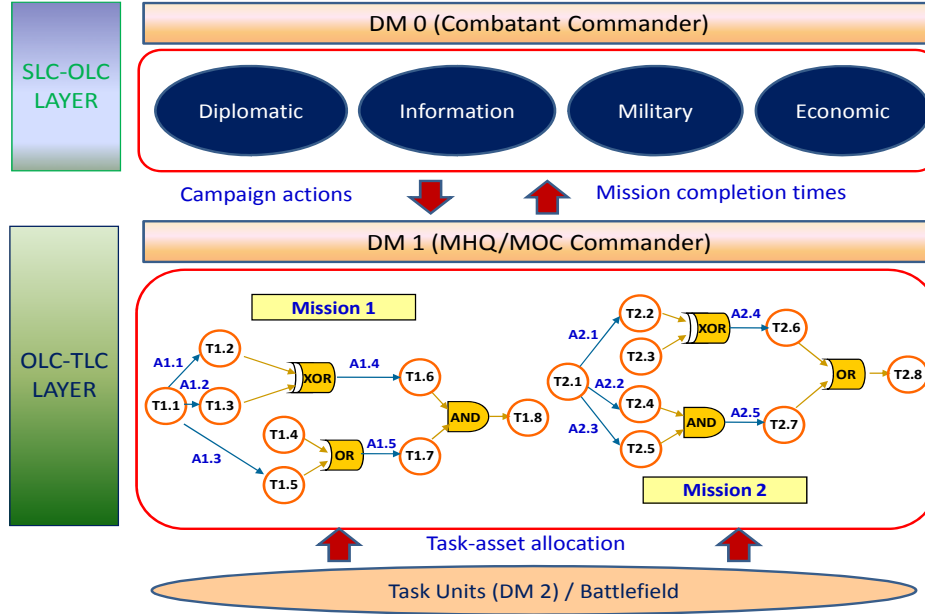 DM 0 (Combatant Commander)
SLC-OLC
LAYER
Diplomatic
Information
Military
Economic
Campaign actions
Mission completion times
DM 1 (MHQ/MOC Commander)
OLC-TLC
LAYER
Mission 1
A1.1
T1.2
A1.2
T1.1
T1.3
XOR
A1.4
T1.6
A1.3
T1.4
T1.5
OR
A1.5
T1.7
AND
T1.8
A2.1
T2.2
T2.3
XOR
A2.4
T2.6
T2.1
A2.2
T2.4
A2.3
T2.5
AND
A2.5
T2.7
OR
T2.8
Mission 2
Task-asset allocation
Task Units (DM 2) / Battlefield